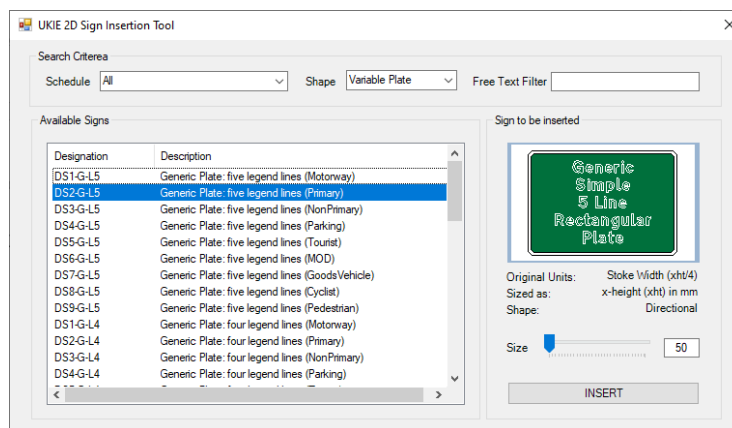 UKIE 2D Sign Insertion Tool
Search Criterea
Schedule All Shape Variable Plate Free Text Filter
Available Signs
Designation Description
DS1-G-L5 Generic Plate: five legend lines (Motorway)
DS2-G-L5 Generic Plate: five legend lines (Primary)
DS3-G-L5 Generic Plate: five legend lines (NonPrimary)
DS4-G-L5 Generic Plate: five legend lines (Parking)
DS5-G-L5 Generic Plate: five legend lines (Tourist)
DS6-G-L5 Generic Plate: five legend lines (MOD)
DS7-G-L5 Generic Plate: five legend lines (GoodsVehicle)
DS8-G-L5 Generic Plate: five legend lines (Cyclist)
DS9-G-L5 Generic Plate: five legend lines (Pedestrian)
DS1-G-L4 Generic Plate: four legend lines (Motorway)
DS2-G-L4 Generic Plate: four legend lines (Primary)
DS3-G-L4 Generic Plate: four legend lines (NonPrimary)
DS4-G-L4 Generic Plate: four legend lines (Parking)
Sign to be inserted
Generic
Simple
5 Line
Rectangular
Plate
Original Units: Stoke Width (xht/4)
Sized as: x-height (xht) in mm
Shape: Directional
Size 50
INSERT